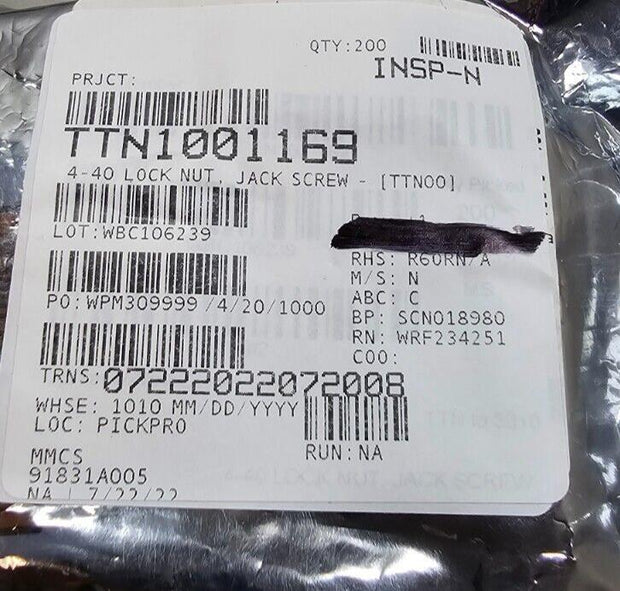 QTY:200
INSP-N
PRJCT:
TTN1001169
4-40 LOCK NUT, JACK SCREW - [TTN00]
LOT:WBC106239
RHS: R6ORN/A
M/S: N
ABC: C
BP: SCN018980
RN: WRF234251
COO:
PO:WPM309999/4/20/1000
TRNS:07222022072008
WHSE: 1010 MM/DD/YYYY
LOC: PICKPRO
RUN:NA
MMCS
91831A005
NA | 7/22/22